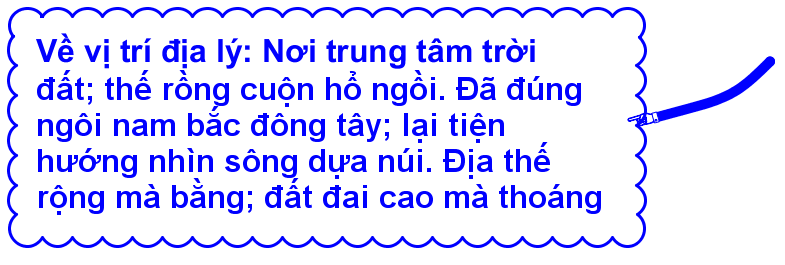 Về vị trí địa lý: Nơi trung tâm trời
đất; thế rồng cuộn hổ ngồi. Đã đúng
ngôi nam bắc đông tây; lại tiện
hướng nhìn sông dựa núi. Địa thế
rộng mà bằng; đất đai cao mà thoáng